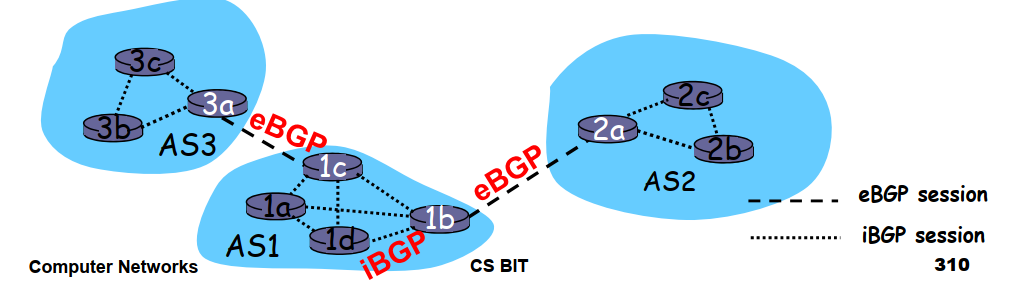 3c
3a
3b
AS3
eBGP
1c
1a
1b
1d
AS1
iBGP
eBGP
2c
2a
2b
AS2
eBGP session
iBGP session
Computer Networks
CS BIT
310